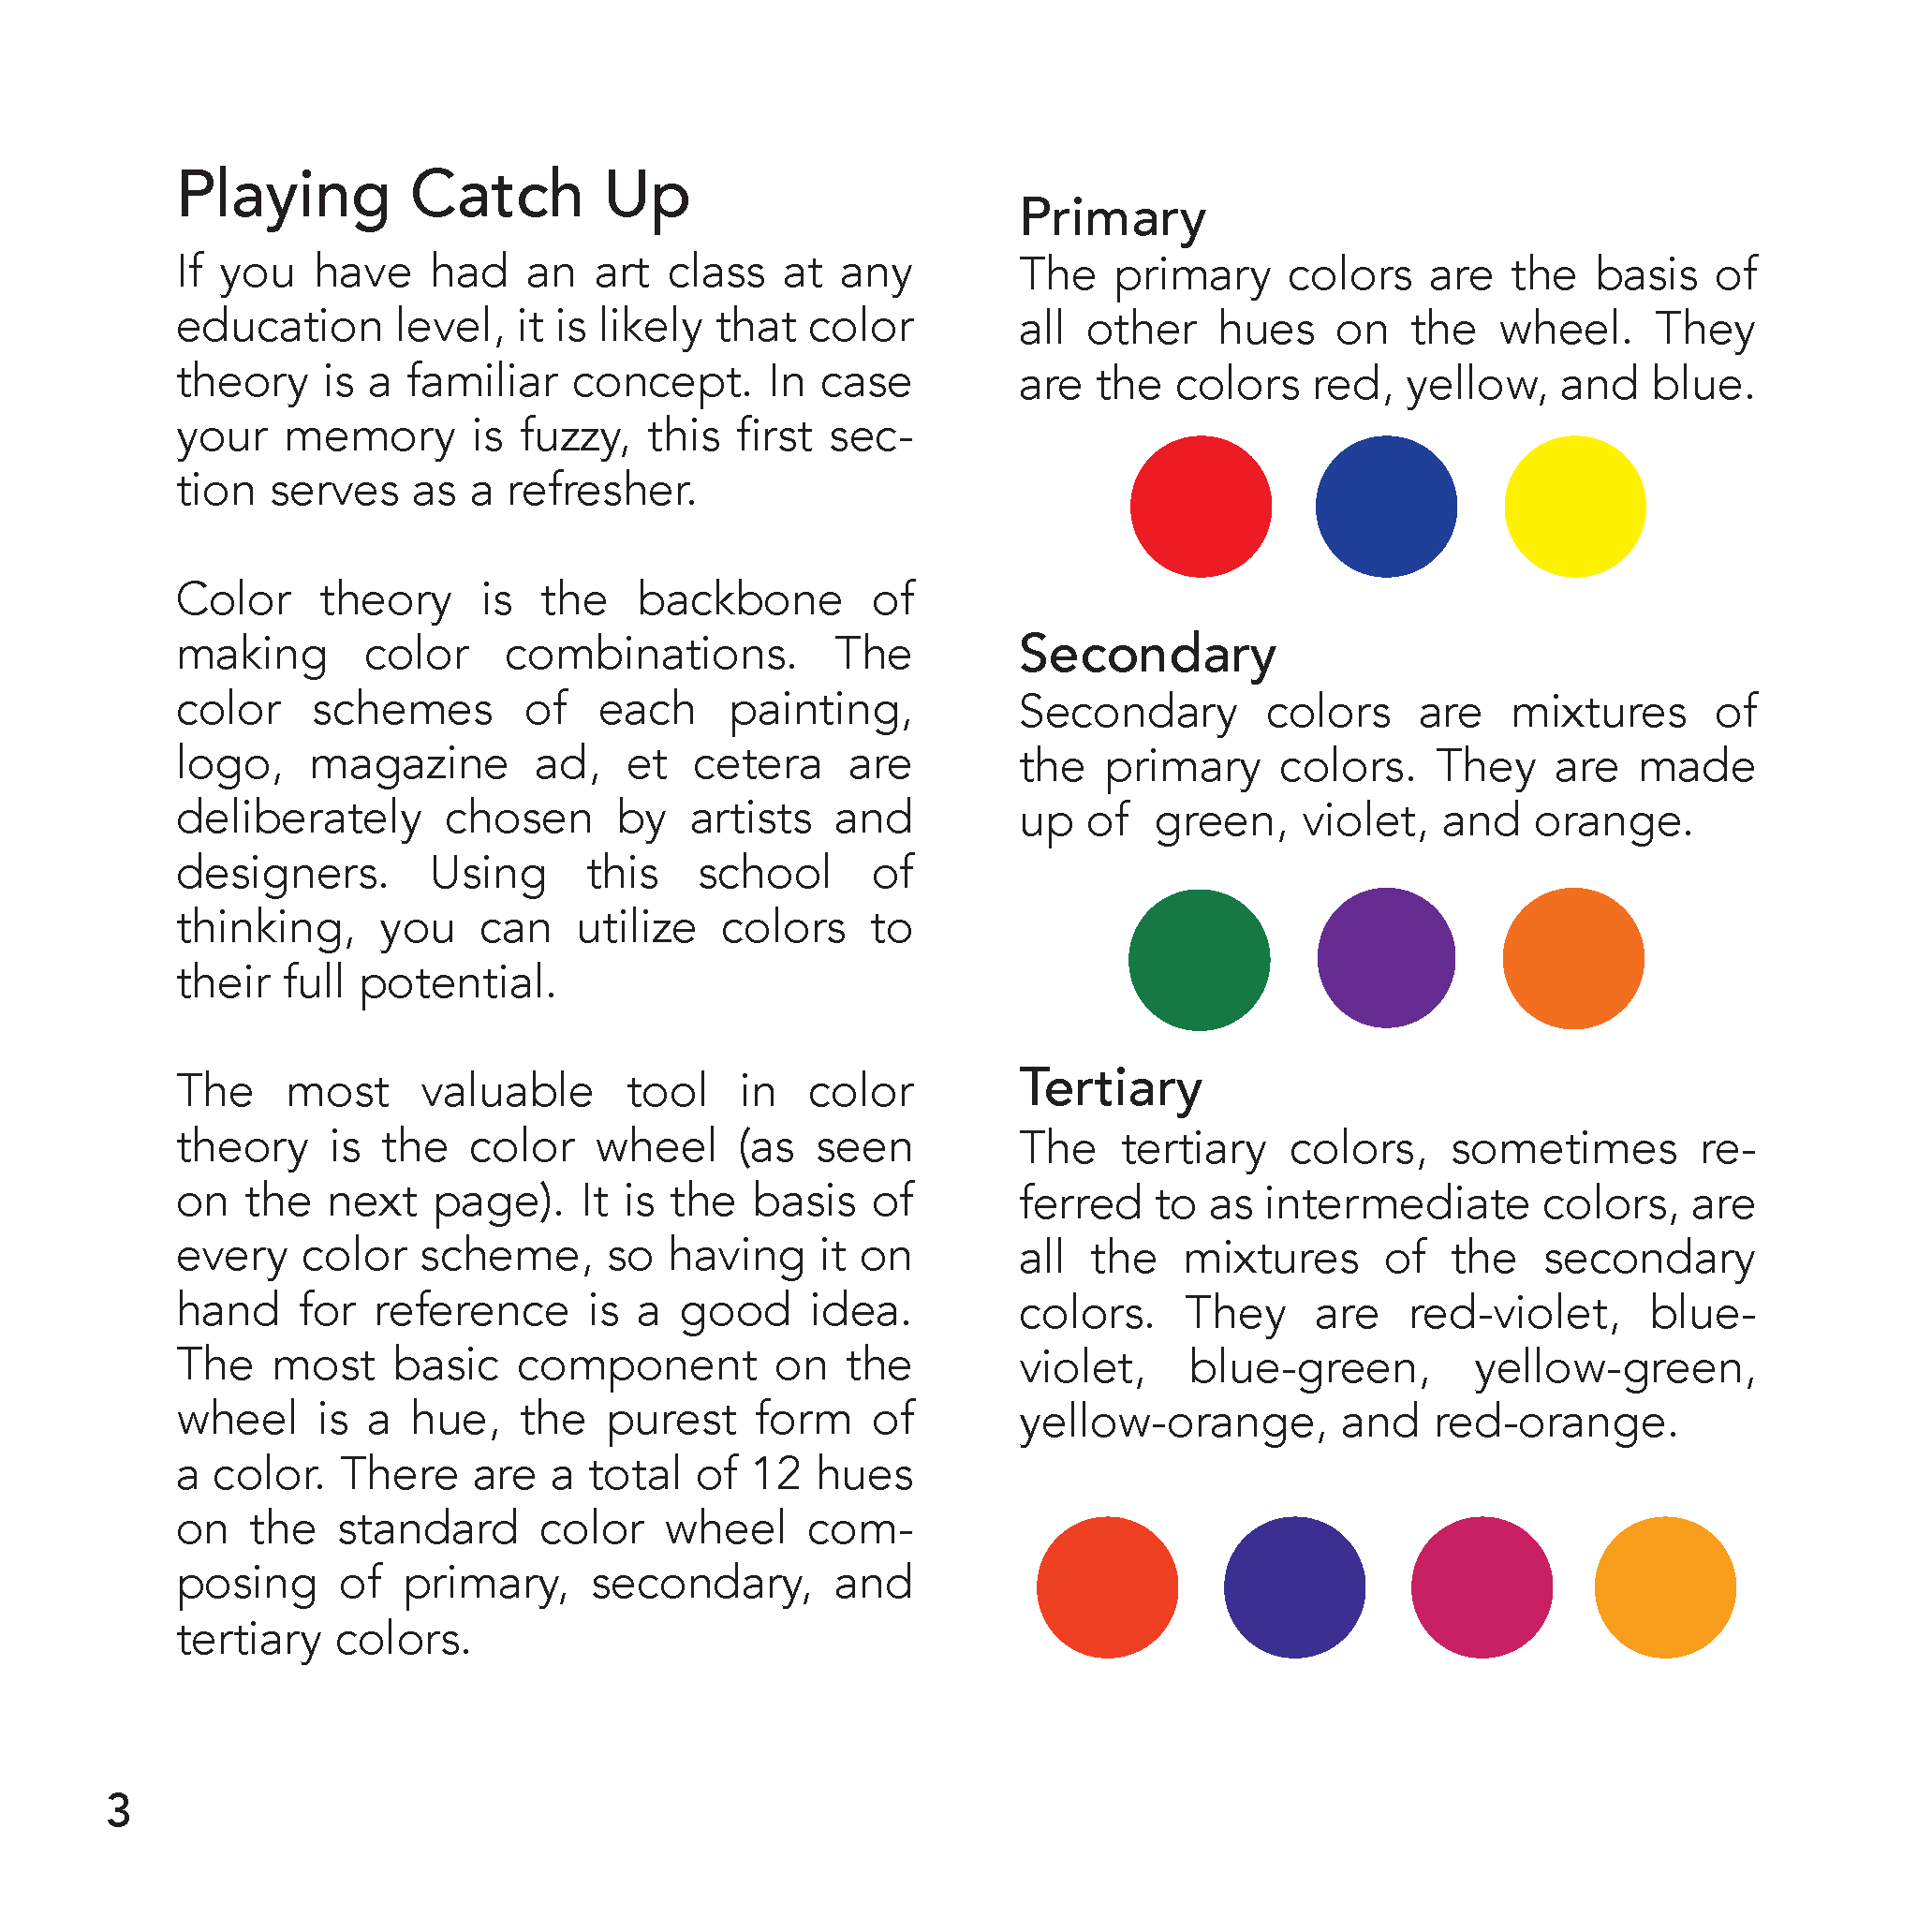 Playing Catch Up
If you have had an art class at any
education level, it is likely that color
theory is a familiar concept. In case
your memory is fuzzy, this first sec-
tion serves as a refresher.
Color theory is the backbone of
making color combinations. The
color schemes of each painting,
logo, magazine ad, et cetera are
deliberately chosen by artists and
designers. Using this school of
thinking, you can utilize colors to
their full potential.
The most valuable tool in color
theory is the color wheel (as seen
on the next page). It is the basis of
every color scheme, so having it on
hand for reference is a good idea.
The most basic component on the
wheel is a hue, the purest form of
a color. There are a total of 12 hues
on the standard color wheel com-
posing of primary, secondary, and
tertiary colors.
Primary
The primary colors are the basis of
all other hues on the wheel. They
are the colors red, yellow, and blue.
Secondary
Secondary colors are mixtures of
the primary colors. They are made
up of green, violet, and orange.
Tertiary
The tertiary colors, sometimes re-
ferred to as intermediate colors, are
all the mixtures of the secondary
colors. They are red-violet, blue-
violet, blue-green, yellow-green,
yellow-orange, and red-orange.
3